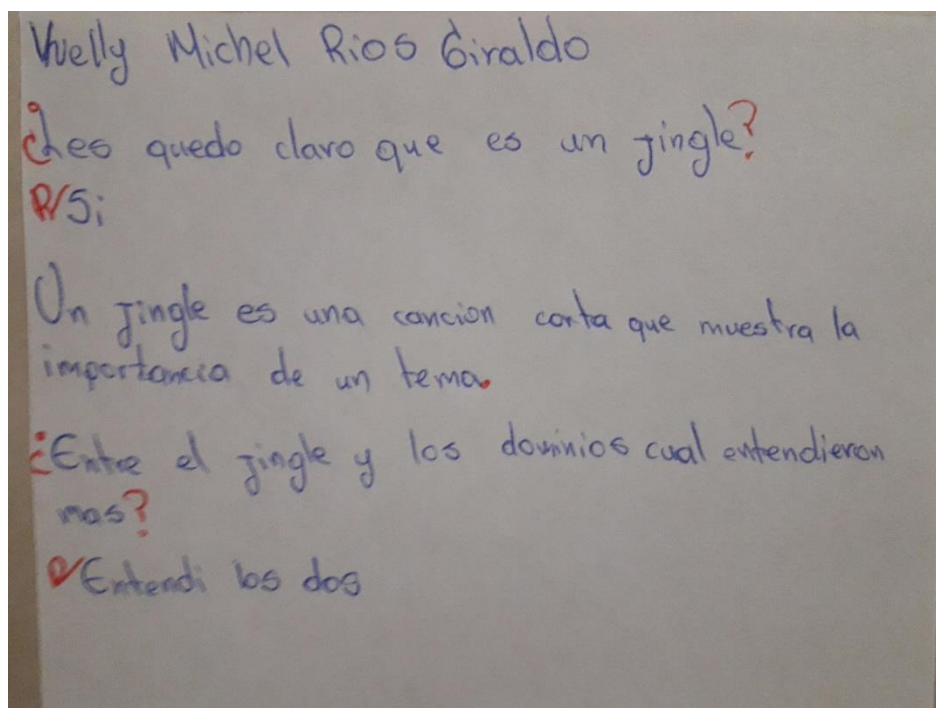 Michel Rios Giraldo
¿Les quedo claro que es un jingle?
R/Si
Un jingle es una cancion corta que muestra la
importancia de un tema.
¿Entre el jingle y los dominios cual entendieron
mas?
R/Entendi los dos